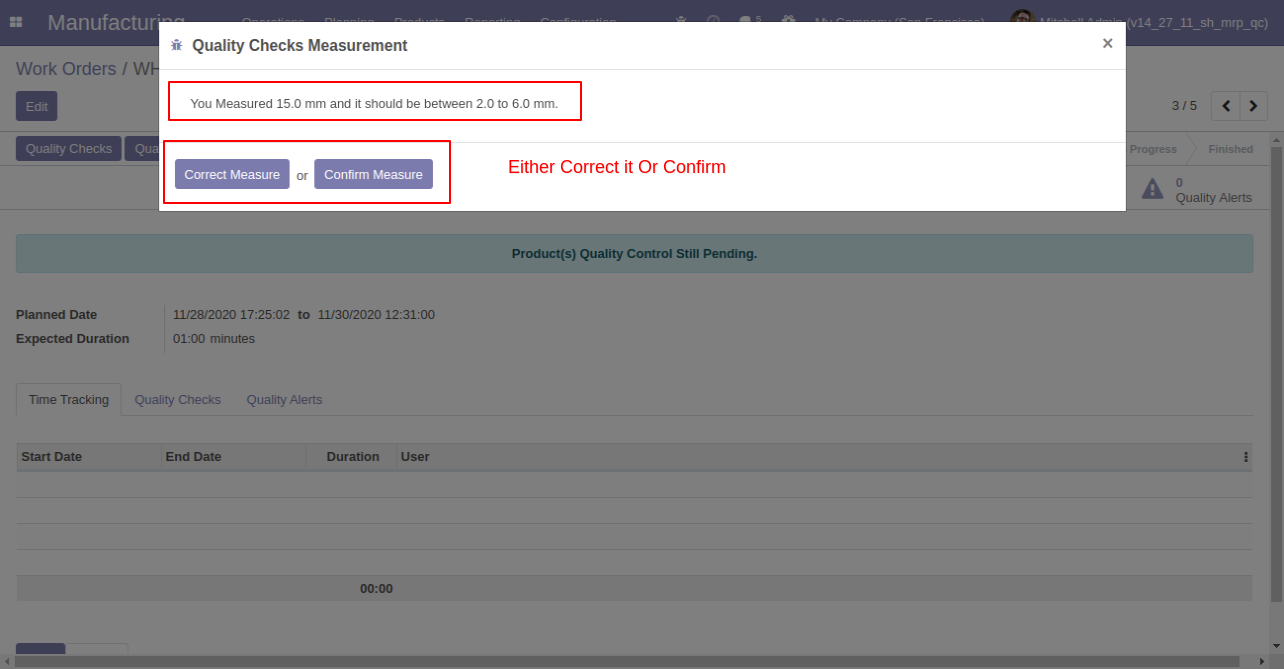 Manufacturing Operations Planning Products Reporting Configuration 5 My Company (San Francisco) Mitchell Admin (v14_27_11_sh_mrp_qc)
Quality Checks Measurement ×
Work Orders / WH
You Measured 15.0 mm and it should be between 2.0 to 6.0 mm.
Edit
3 / 5
Quality Checks Qua
Progress Finished
Either Correct it Or Confirm
Correct Measure or Confirm Measure
0
Quality Alerts
Product(s) Quality Control Still Pending.
Planned Date 11/28/2020 17:25:02 to 11/30/2020 12:31:00
Expected Duration 01:00 minutes
Time Tracking Quality Checks Quality Alerts
Start Date End Date Duration User
00:00